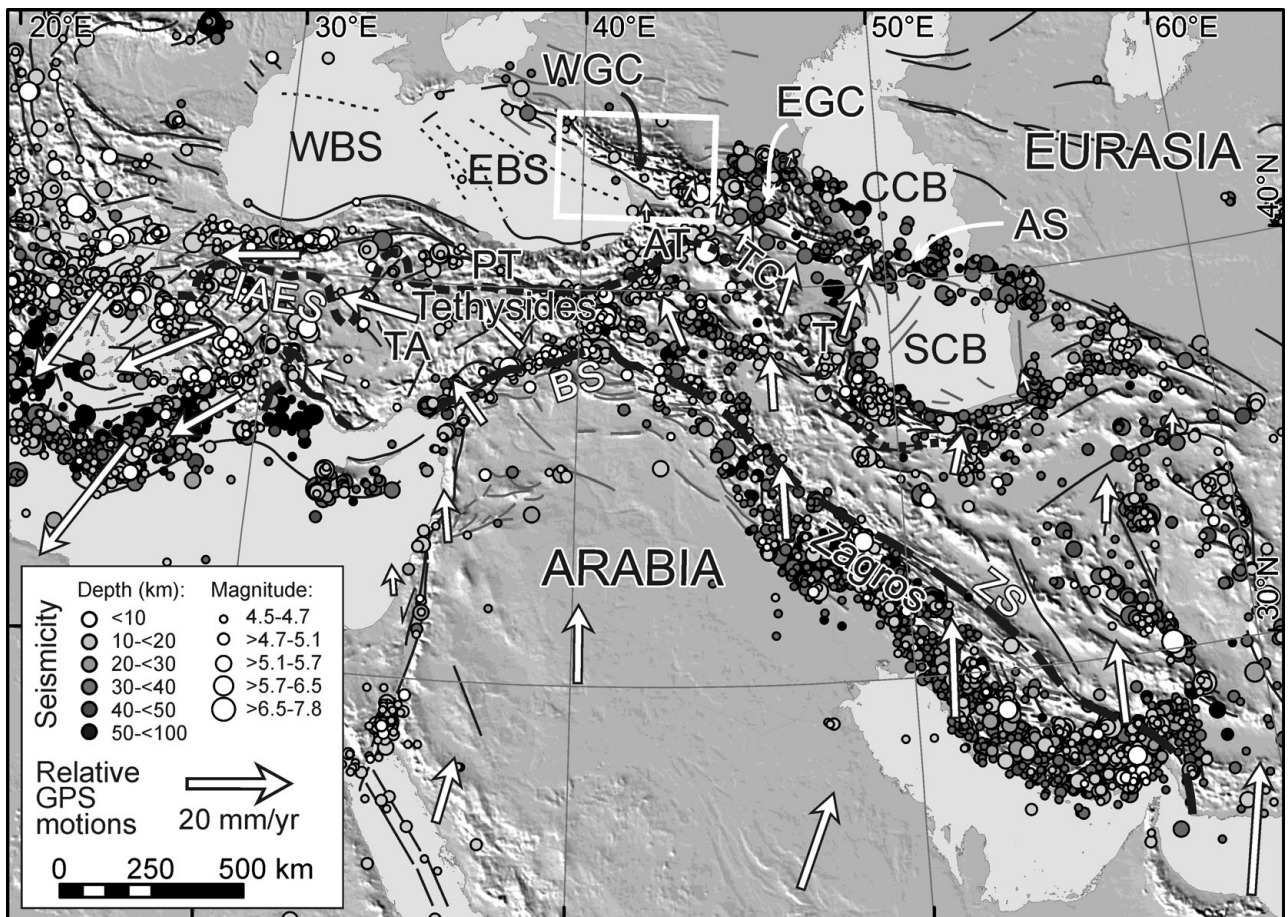 20°E
30°E
40°E
50°E
60°E
WGC
EGC
WBS
EBS
EURASIA
CCB
40°N
AS
AT
TC
PT
IAES
Tethysides
TA
T
SCB
BS
ARABIA
Zagros
ZS
30°N
Seismicity
Depth (km):
<10
10-<20
20-<30
30-<40
40-<50
50-<100
Magnitude:
4.5-4.7
>4.7-5.1
>5.1-5.7
>5.7-6.5
>6.5-7.8
Relative
GPS
motions
20 mm/yr
0 250 500 km